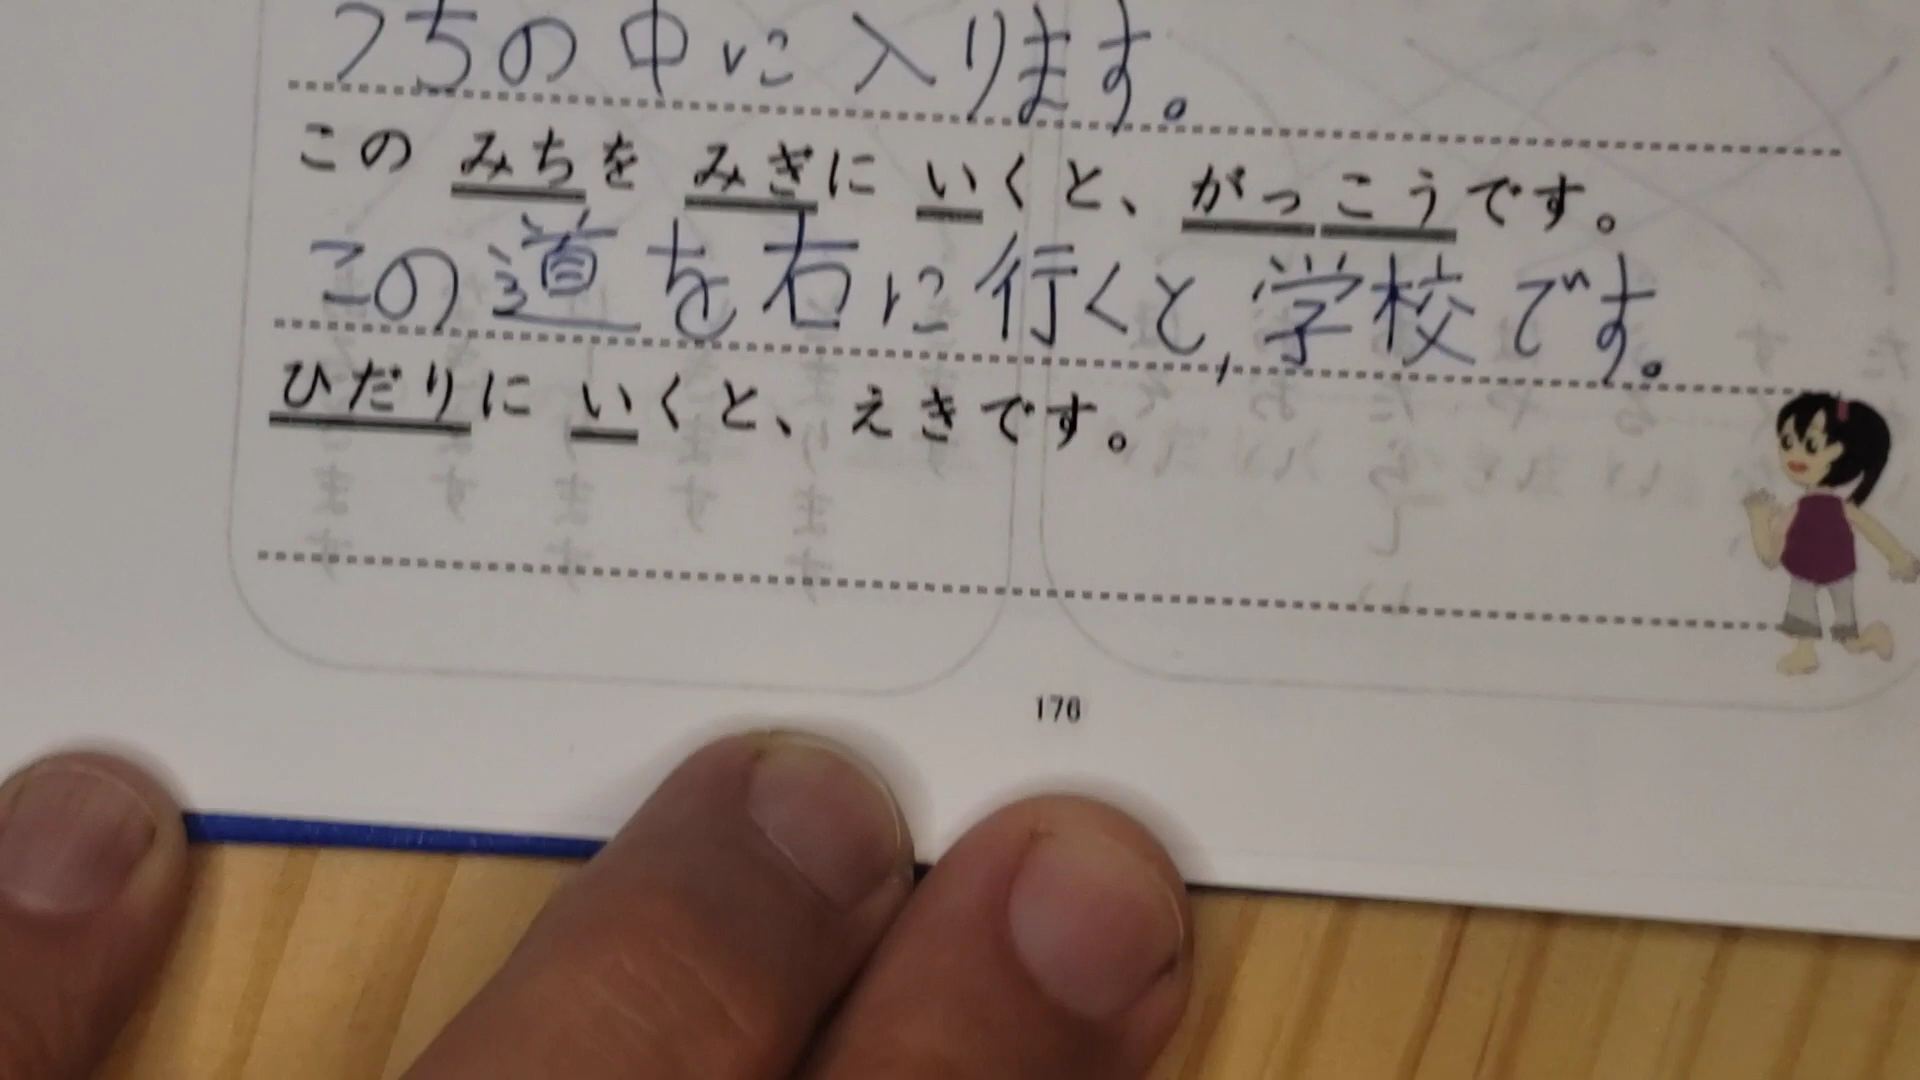 うちの中に入ります。
この みちを みぎに いくと、がっこうです。
この道を右に行くと,学校です。
ひだりに いくと、えきです。
176